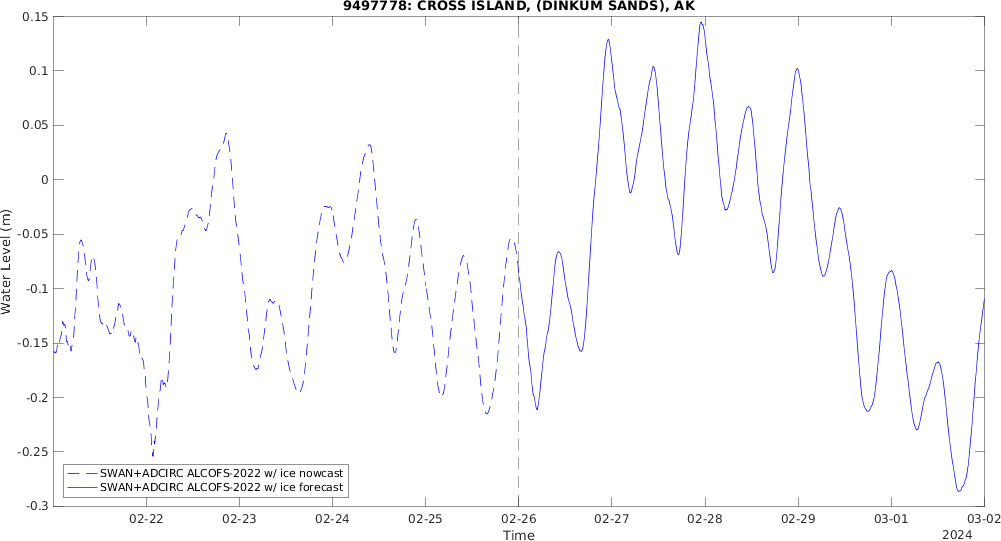 9497778: CROSS ISLAND, (DINKUM SANDS), AK
0.15
0.1
0.05
0
-0.05
-0.1
-0.15
-0.2
-0.25
-0.3
Water Level (m)
SWAN+ADCIRC ALCOFS-2022 w/ ice nowcast
SWAN+ADCIRC ALCOFS-2022 w/ ice forecast
02-22 02-23 02-24 02-25 02-26 02-27 02-28 02-29 03-01 03-02
Time
2024